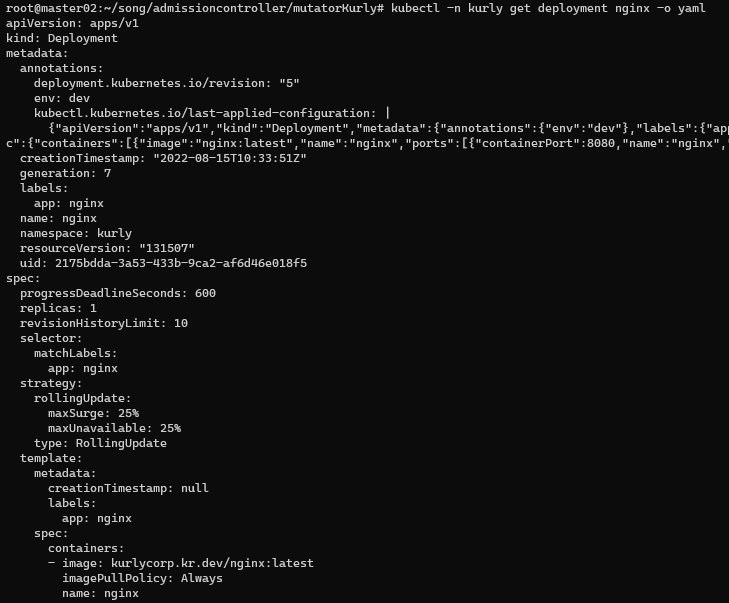 root@master02:~/song/admissioncontroller/mutatorKurly# kubectl -n kurly get deployment nginx -o yaml
apiVersion: apps/v1
kind: Deployment
metadata:
  annotations:
    deployment.kubernetes.io/revision: "5"
    env: dev
    kubectl.kubernetes.io/last-applied-configuration: |
      {"apiVersion":"apps/v1","kind":"Deployment","metadata":{"annotations":{"env":"dev"},"labels":{"app
c":{"containers":[{"image":"nginx:latest","name":"nginx","ports":[{"containerPort":8080,"name":"nginx","
  creationTimestamp: "2022-08-15T10:33:51Z"
  generation: 7
  labels:
    app: nginx
  name: nginx
  namespace: kurly
  resourceVersion: "131507"
  uid: 2175bdda-3a53-433b-9ca2-af6d46e018f5
spec:
  progressDeadlineSeconds: 600
  replicas: 1
  revisionHistoryLimit: 10
  selector:
    matchLabels:
      app: nginx
  strategy:
    rollingUpdate:
      maxSurge: 25%
      maxUnavailable: 25%
    type: RollingUpdate
  template:
    metadata:
      creationTimestamp: null
      labels:
        app: nginx
    spec:
      containers:
      - image: kurlycorp.kr.dev/nginx:latest
        imagePullPolicy: Always
        name: nginx